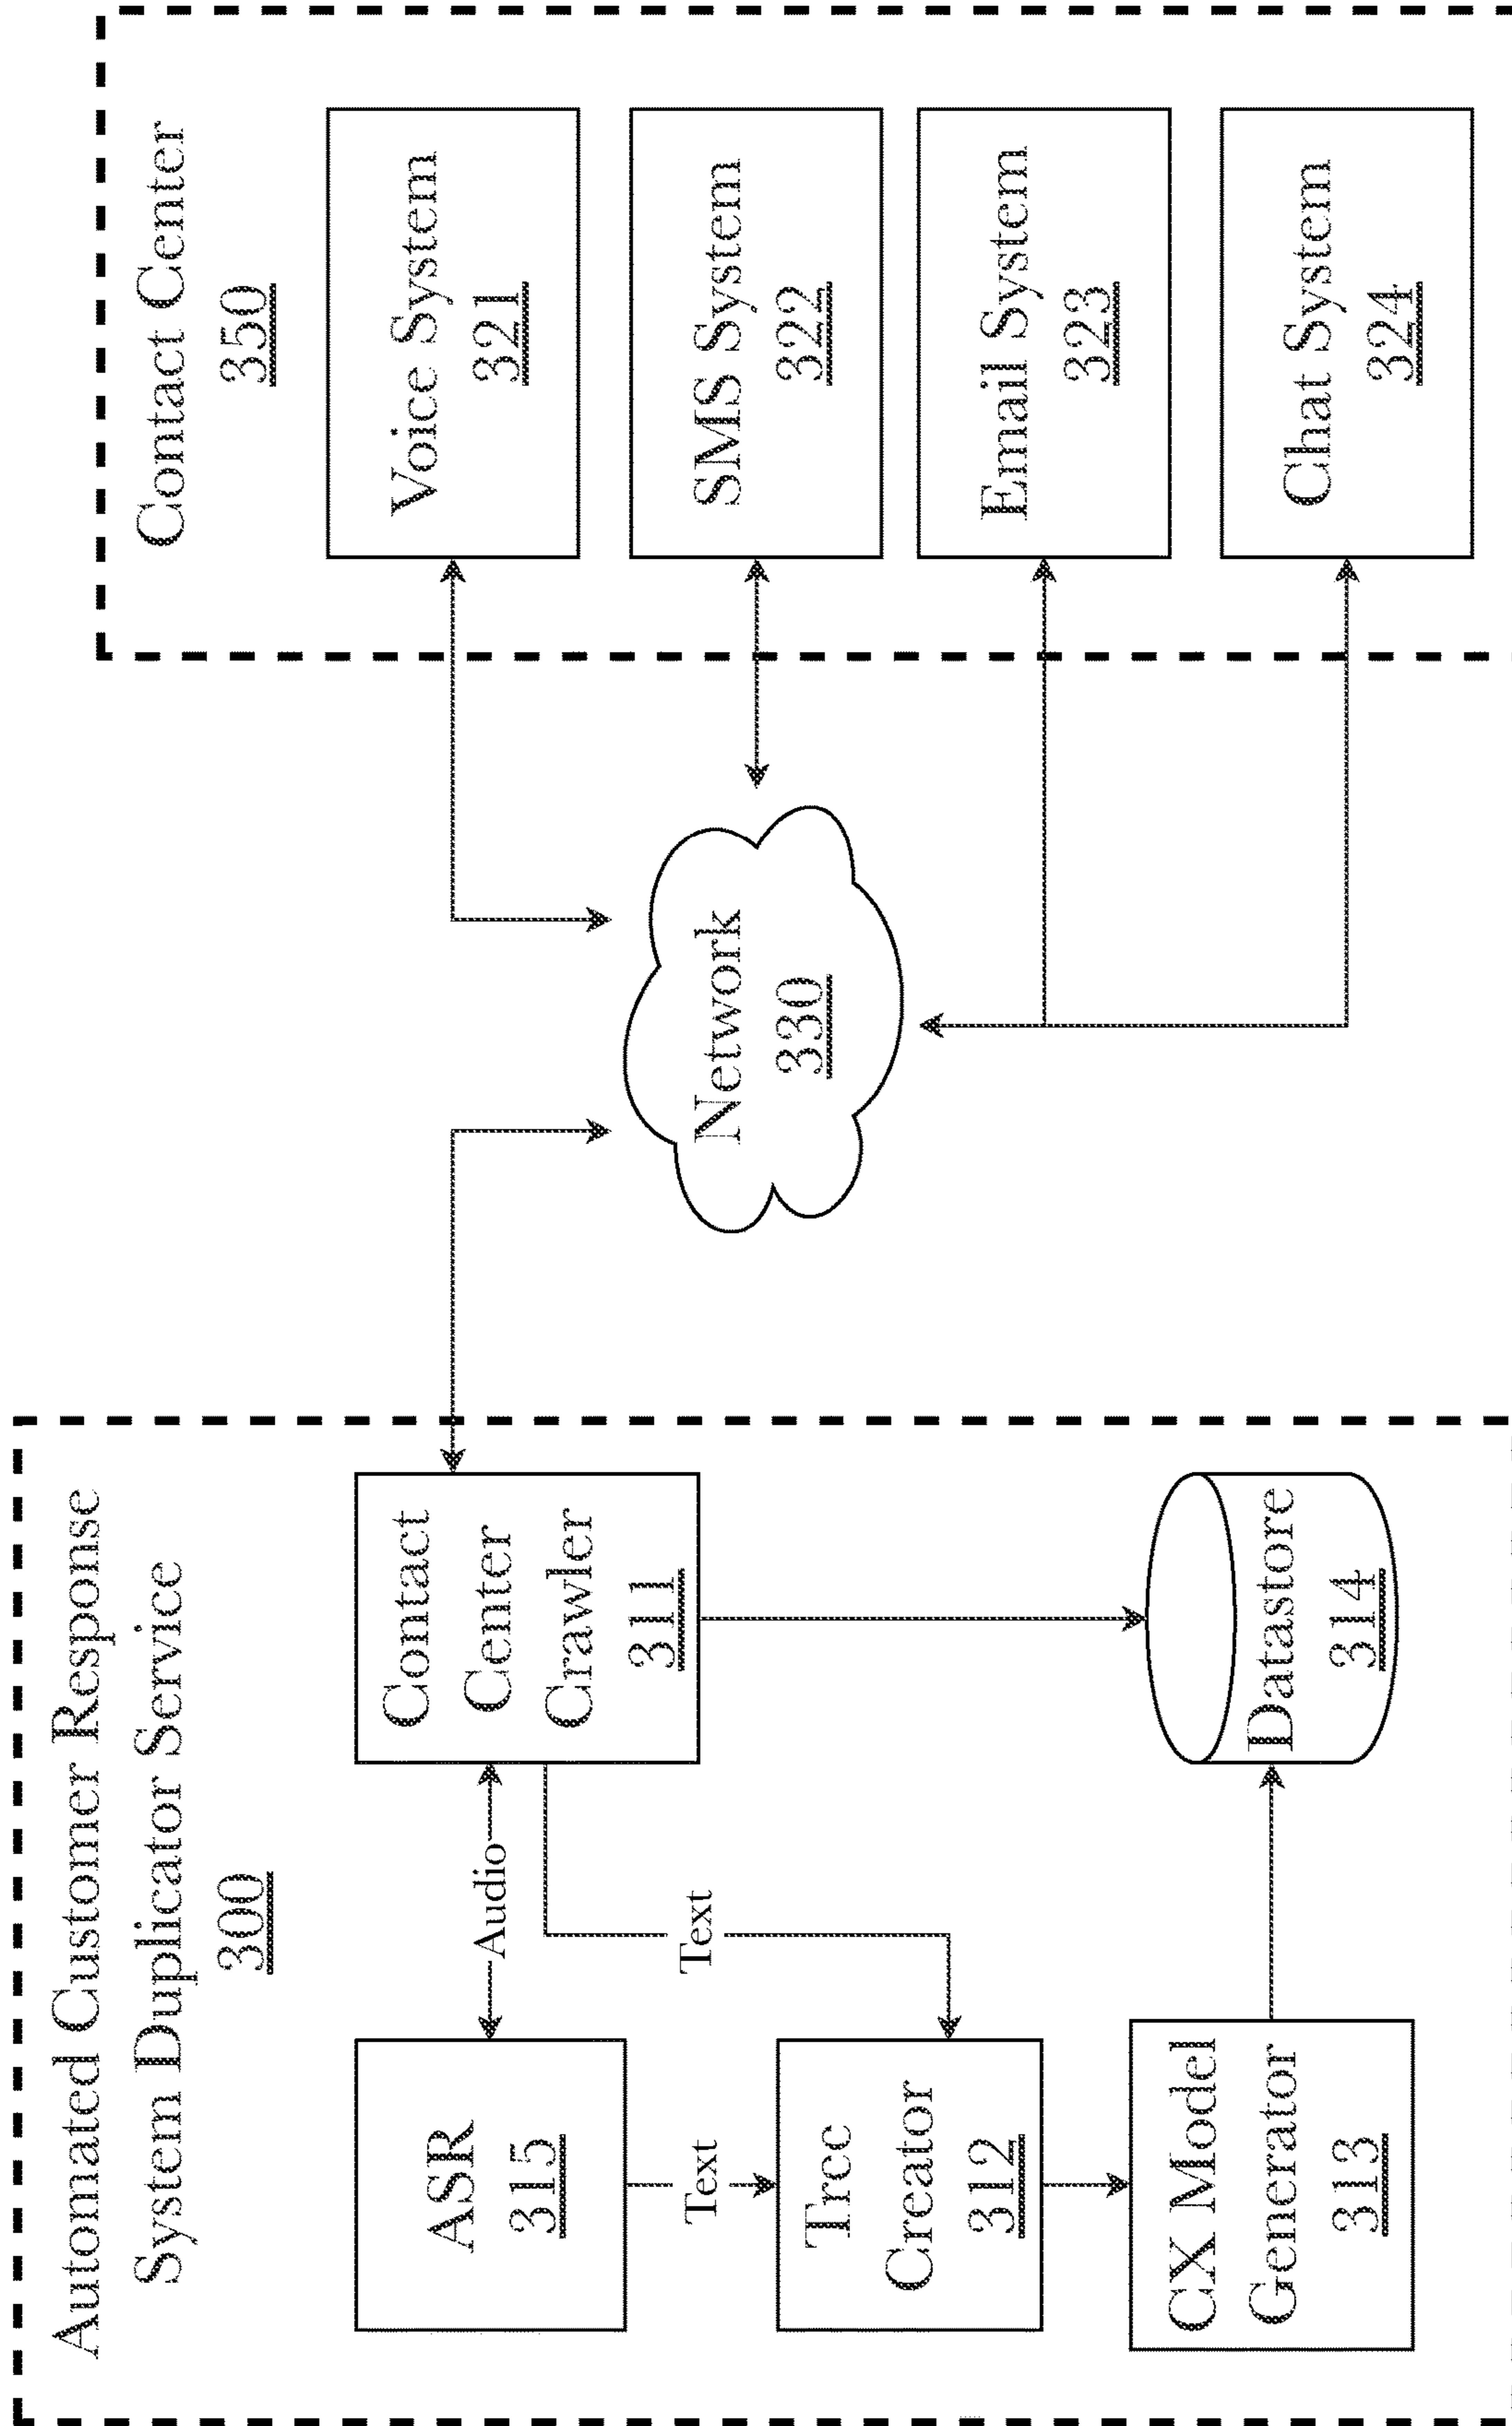 Automated Customer Response
System Duplicator Service
300
ASR
315
Audio
Contact
Center
Crawler
311
Text
Text
Tree
Creator
312
CX Model
Generator
313
Datastore
314
Network
330
Contact Center
350
Voice System
321
SMS System
322
Email System
323
Chat System
324